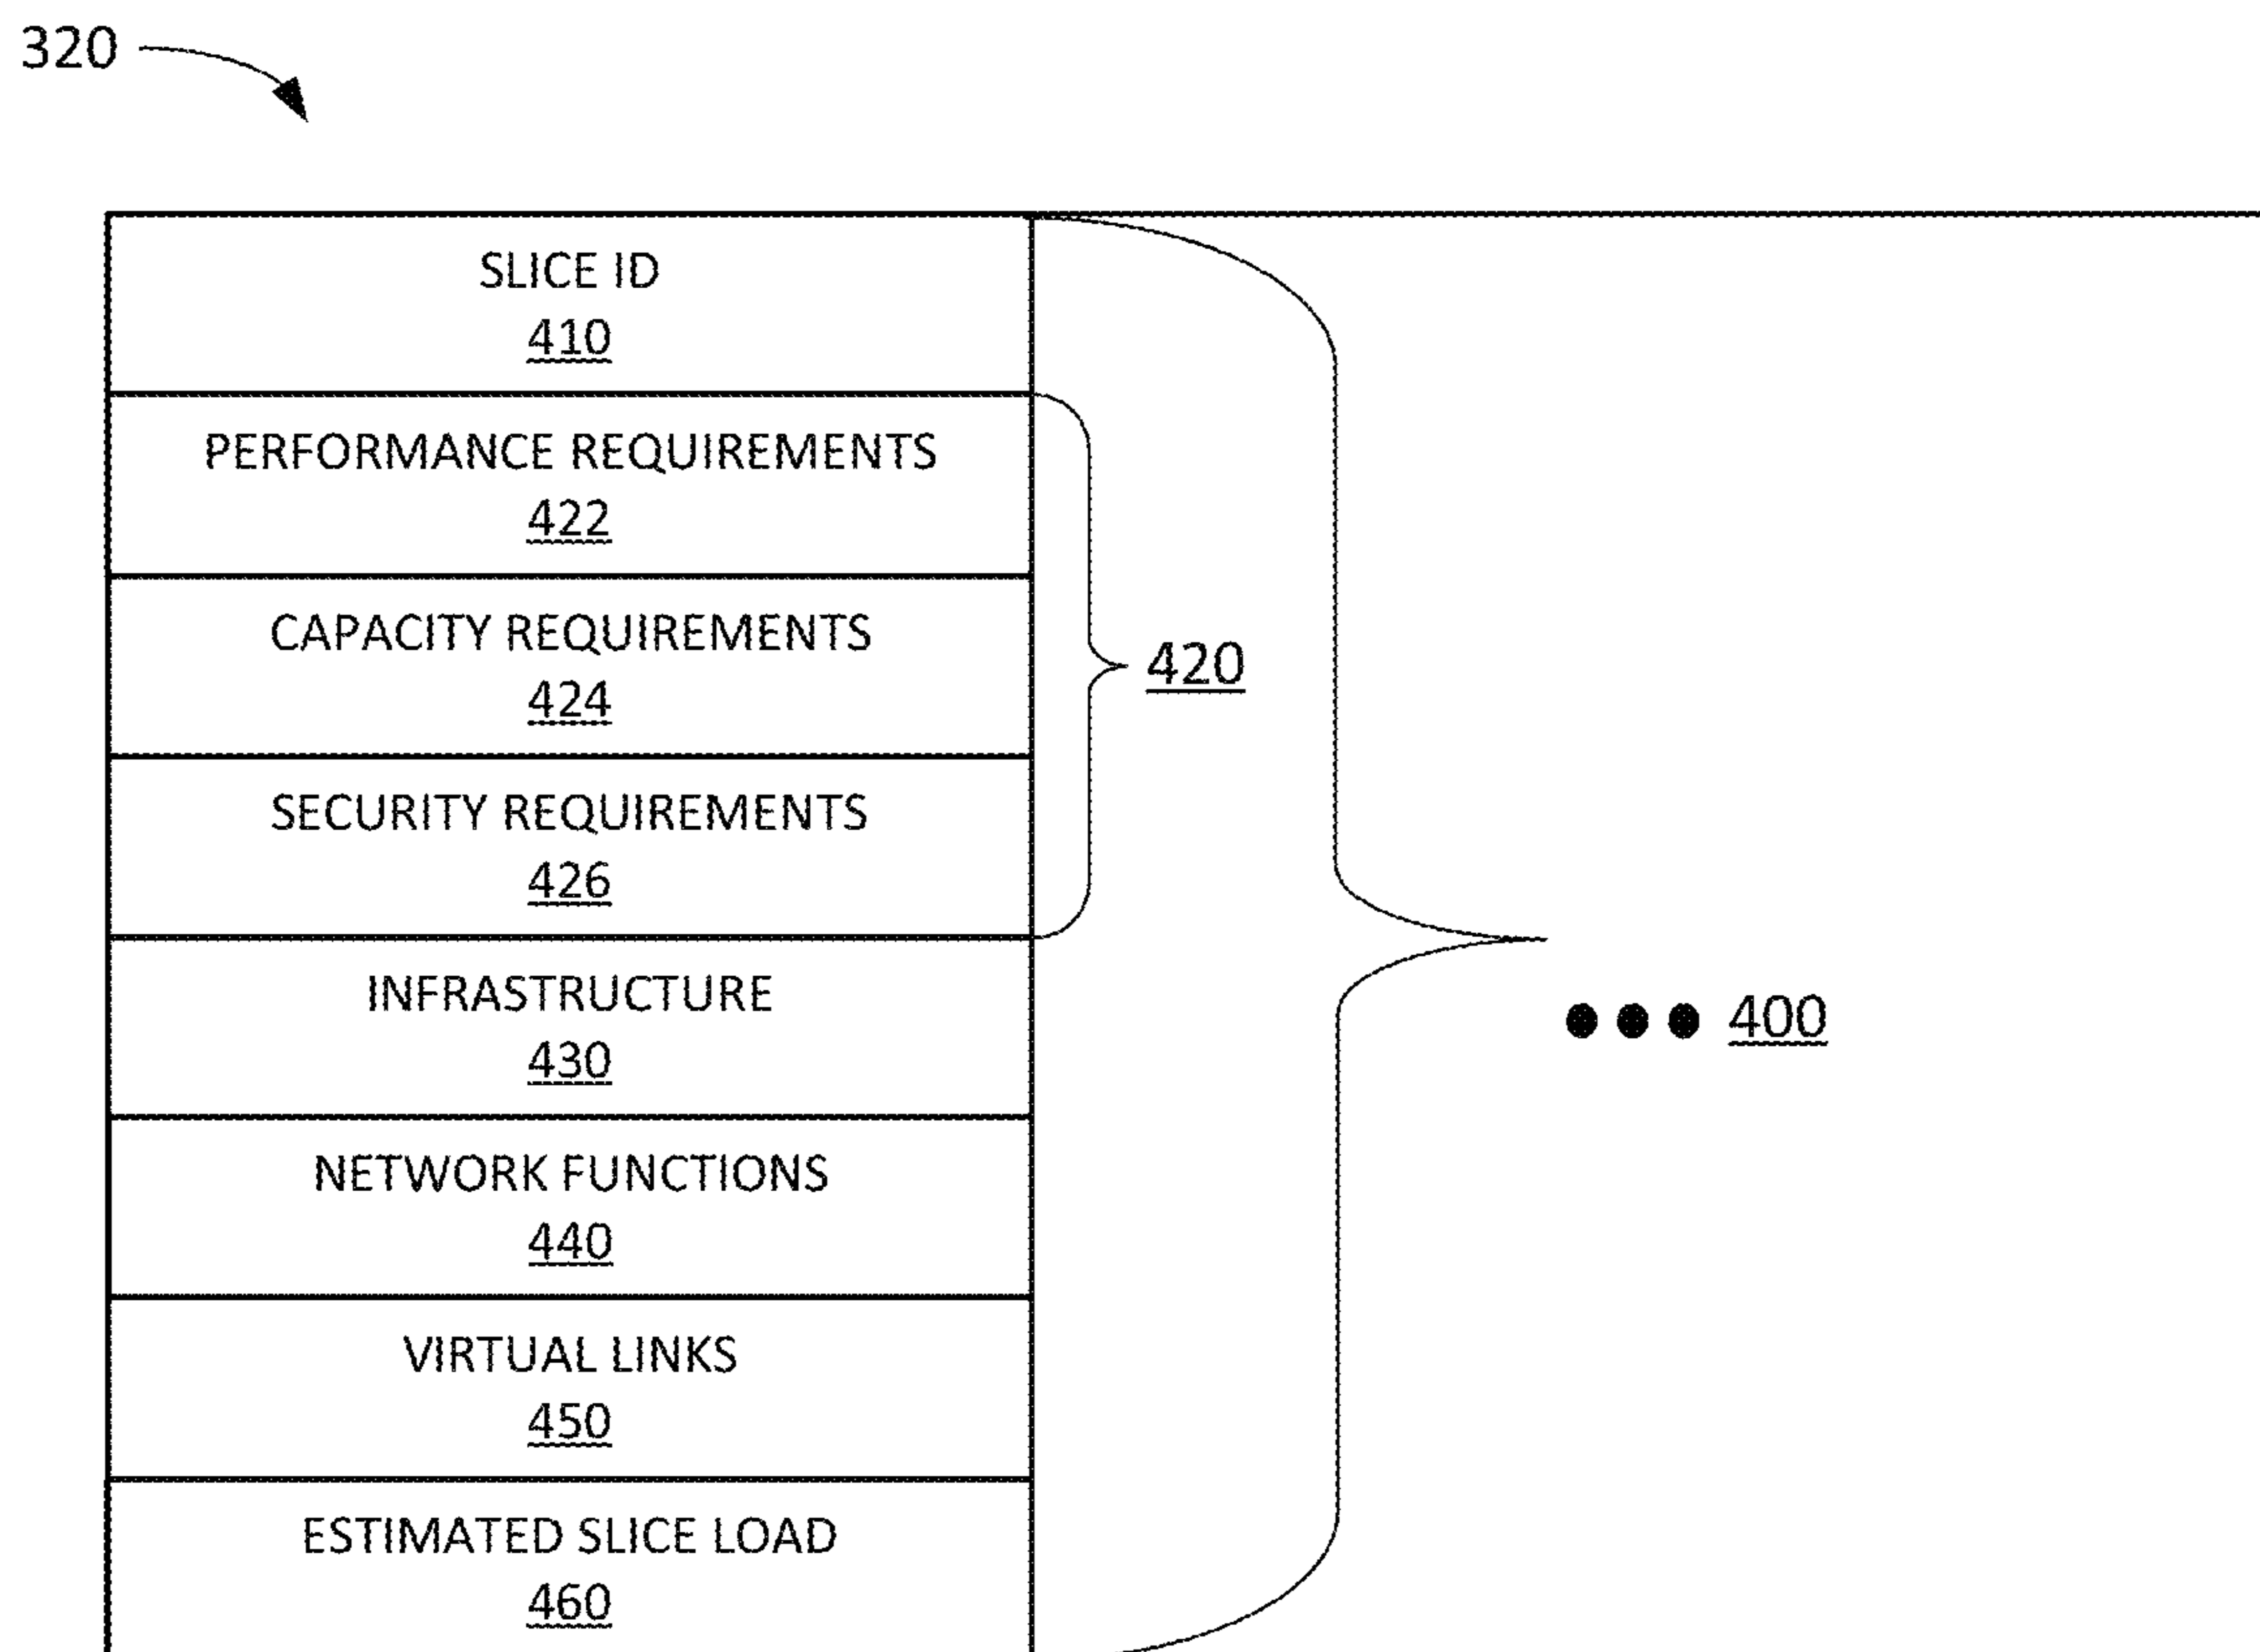 320
SLICE ID
410
PERFORMANCE REQUIREMENTS
422
CAPACITY REQUIREMENTS
424
420
SECURITY REQUIREMENTS
426
INFRASTRUCTURE
430
400
NETWORK FUNCTIONS
440
VIRTUAL LINKS
450
ESTIMATED SLICE LOAD
460